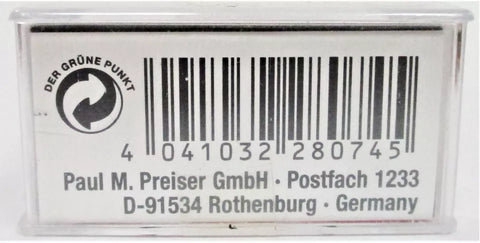 DER GRÜNE PUNKT
4 041032 280745
Paul M. Preiser GmbH · Postfach 1233
D-91534 Rothenburg · Germany